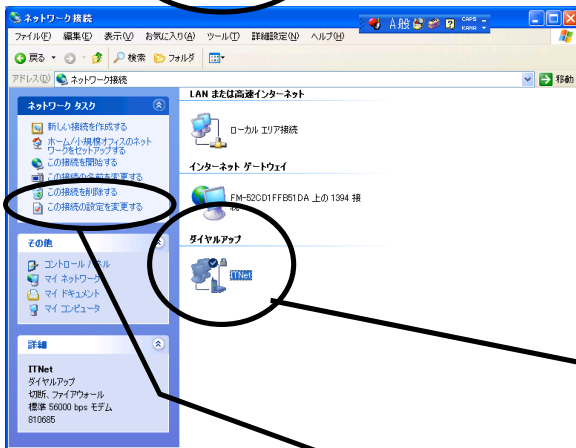 ネットワーク接続
A 般
CAPS
KANA
ファイル(F) 編集(E) 表示(V) お気に入り(A) ツール(T) 詳細設定(N) ヘルプ(H)
戻る 検索 フォルダ
アドレス(D) ネットワーク接続 移動
ネットワーク タスク
新しい接続を作成する
ホーム/小規模オフィスのネットワークをセットアップする
この接続を開始する
この接続の名前を変更する
この接続を削除する
この接続の設定を変更する
その他
コントロール パネル
マイ ネットワーク
マイ ドキュメント
マイ コンピュータ
詳細
ITNet
ダイヤルアップ
切断、ファイアウォール
標準 56000 bps モデム
810685
LAN または高速インターネット
ローカル エリア接続
インターネット ゲートウェイ
FM-52CD1FFB51DA 上の 1394 接
ダイヤルアップ
ITNet